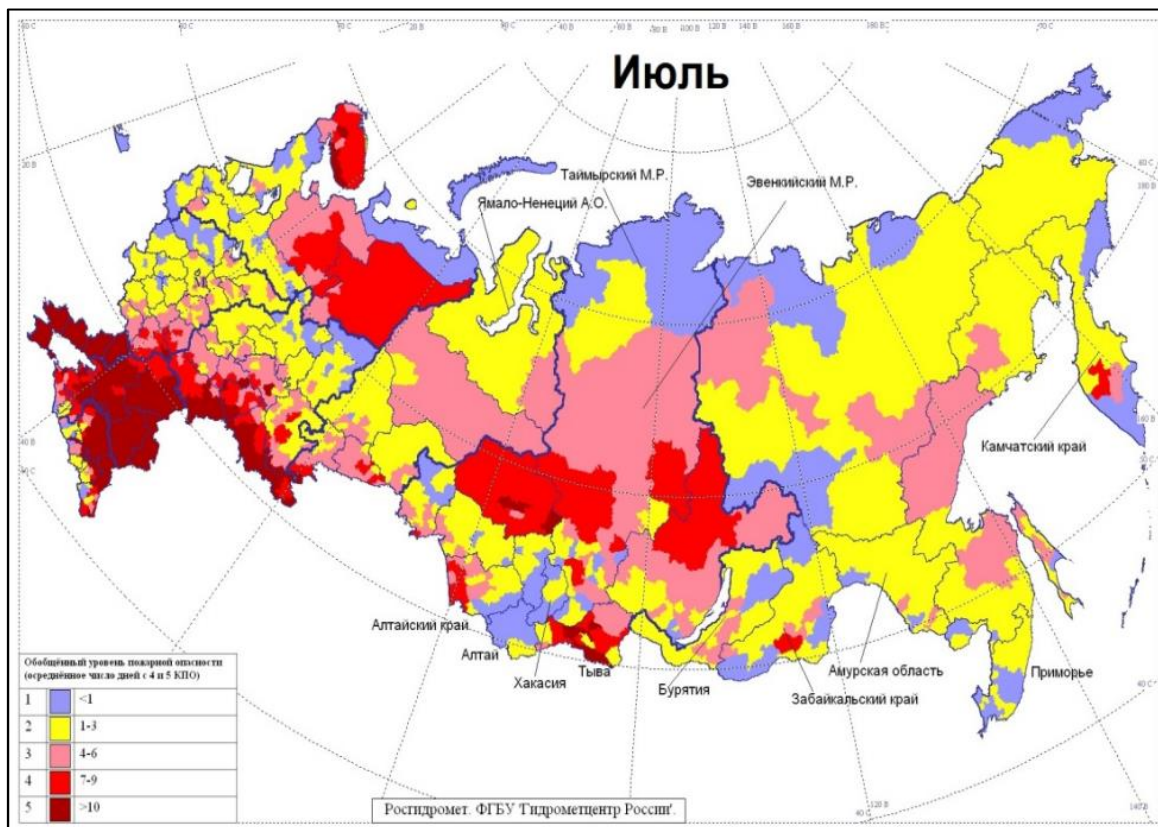 Июль
Таймырский М.Р.
Эвенкийский М.Р.
Ямало-Ненеций А.О.
Камчатский край
Алтайский край
Алтай
Хакасия
Тыва
Бурятия
Забайкальский край
Амурская область
Приморье
Обобщённый уровень пожарной опасности
(осреднённое число дней с 4 и 5 КПО)
1 <1
2 1-3
3 4-6
4 7-9
5 >10
Росгидромет. ФГБУ 'Гидрометцентр России'.